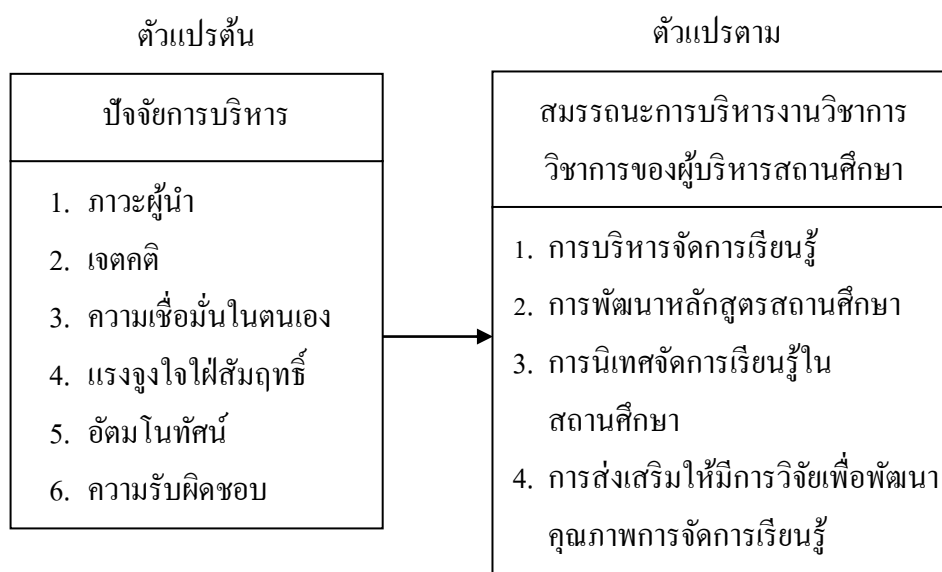 ตัวแปรต้น
ปัจจัยการบริหาร
1. ภาวะผู้นำ
2. เจตคติ
3. ความเชื่อมั่นในตนเอง
4. แรงจูงใจใฝ่สัมฤทธิ์
5. อัตมโนทัศน์
6. ความรับผิดชอบ
ตัวแปรตาม
สมรรถนะการบริหารงานวิชาการ
วิชาการของผู้บริหารสถานศึกษา
1. การบริหารจัดการเรียนรู้
2. การพัฒนาหลักสูตรสถานศึกษา
3. การนิเทศจัดการเรียนรู้ใน
สถานศึกษา
4. การส่งเสริมให้มีการวิจัยเพื่อพัฒนา
คุณภาพการจัดการเรียนรู้